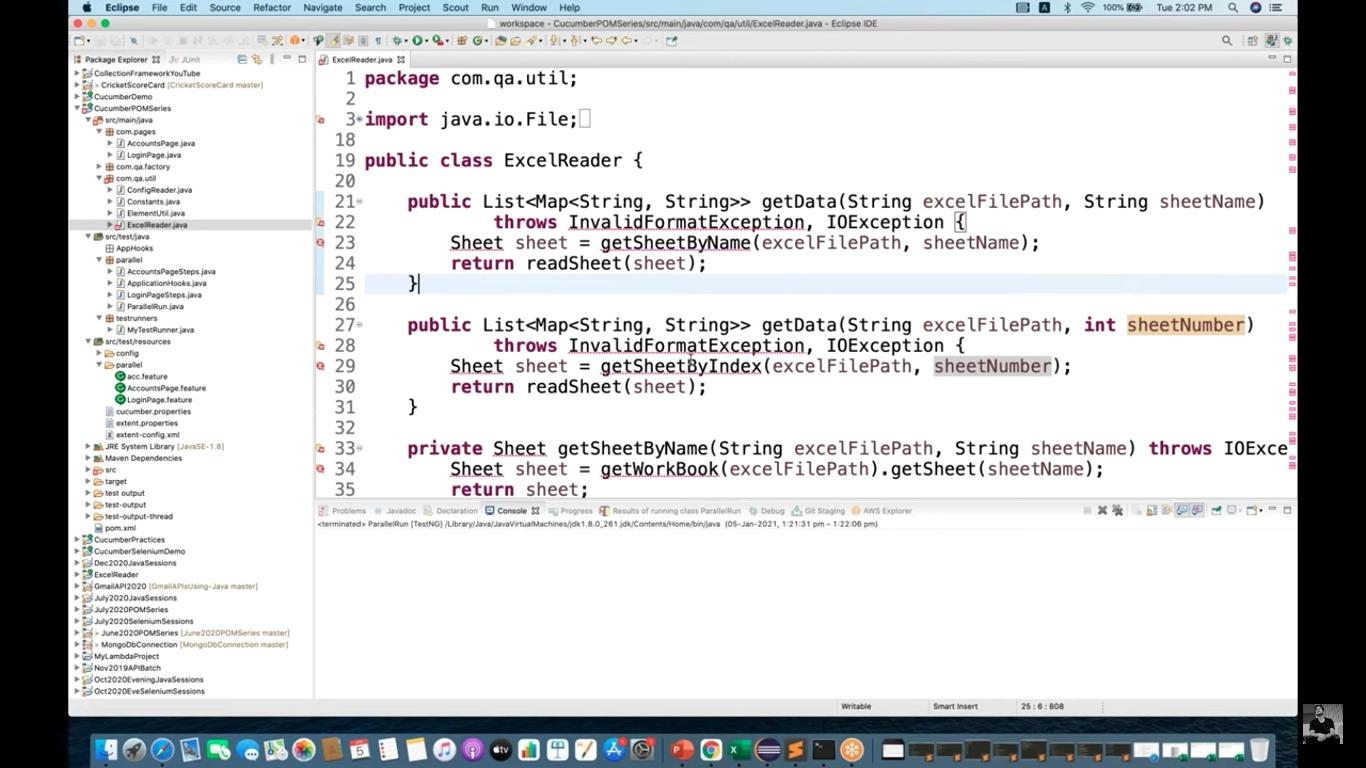 Eclipse File Edit Source Refactor Navigate Search Project Scout Run Window Help 100% Tue 2:02 PM
workspace - CucumberPOMSeries/src/main/java/com/qa/util/ExcelReader.java - Eclipse IDE
Package Explorer JUnit
CollectionFrameworkYouTube
> CricketScoreCard [CricketScoreCard master]
CucumberDemo
CucumberPOMSeries
src/main/java
com.pages
AccountsPage.java
LoginPage.java
com.qa.factory
com.qa.util
ConfigReader.java
Constants.java
ElementUtil.java
ExcelReader.java
src/test/java
AppHooks
parallel
AccountsPageSteps.java
ApplicationHooks.java
LoginPageSteps.java
ParallelRun.java
testrunners
MyTestRunner.java
src/test/resources
config
parallel
acc.feature
AccountsPage.feature
LoginPage.feature
cucumber.properties
extent.properties
extent-config.xml
JRE System Library [JavaSE-1.8]
Maven Dependencies
src
target
test output
test-output
test-output-thread
pom.xml
CucumberPractices
CucumberSeleniumDemo
Dec2020JavaSessions
ExcelReader
GmailAPI2020 [GmailAPIsUsing-Java master]
July2020JavaSessions
July2020POMSeries
July2020SeleniumSessions
> June2020POMSeries [June2020POMSeries master]
> MongoDbConnection [MongoDbConnection master]
MyLambdaProject
Nov2019APIBatch
Oct2020EveningJavaSessions
Oct2020EveSeleniumSessions
ExcelReader.java
1 package com.qa.util;
2
3 import java.io.File;
18
19 public class ExcelReader {
20
21 public List<Map<String, String>> getData(String excelFilePath, String sheetName)
22 throws InvalidFormatException, IOException {
23 Sheet sheet = getSheetByName(excelFilePath, sheetName);
24 return readSheet(sheet);
25 }
26
27 public List<Map<String, String>> getData(String excelFilePath, int sheetNumber)
28 throws InvalidFormatException, IOException {
29 Sheet sheet = getSheetByIndex(excelFilePath, sheetNumber);
30 return readSheet(sheet);
31 }
32
33 private Sheet getSheetByName(String excelFilePath, String sheetName) throws IOExce
34 Sheet sheet = getWorkBook(excelFilePath).getSheet(sheetName);
35 return sheet;
Problems Javadoc Declaration Console Progress Results of running class ParallelRun Debug Git Staging AWS Explorer
<terminated> ParallelRun [TestNG] /Library/Java/JavaVirtualMachines/jdk1.8.0_261.jdk/Contents/Home/bin/java (05-Jan-2021, 1:21:31 pm – 1:22:06 pm)
Writable Smart Insert 25 : 6 : 808